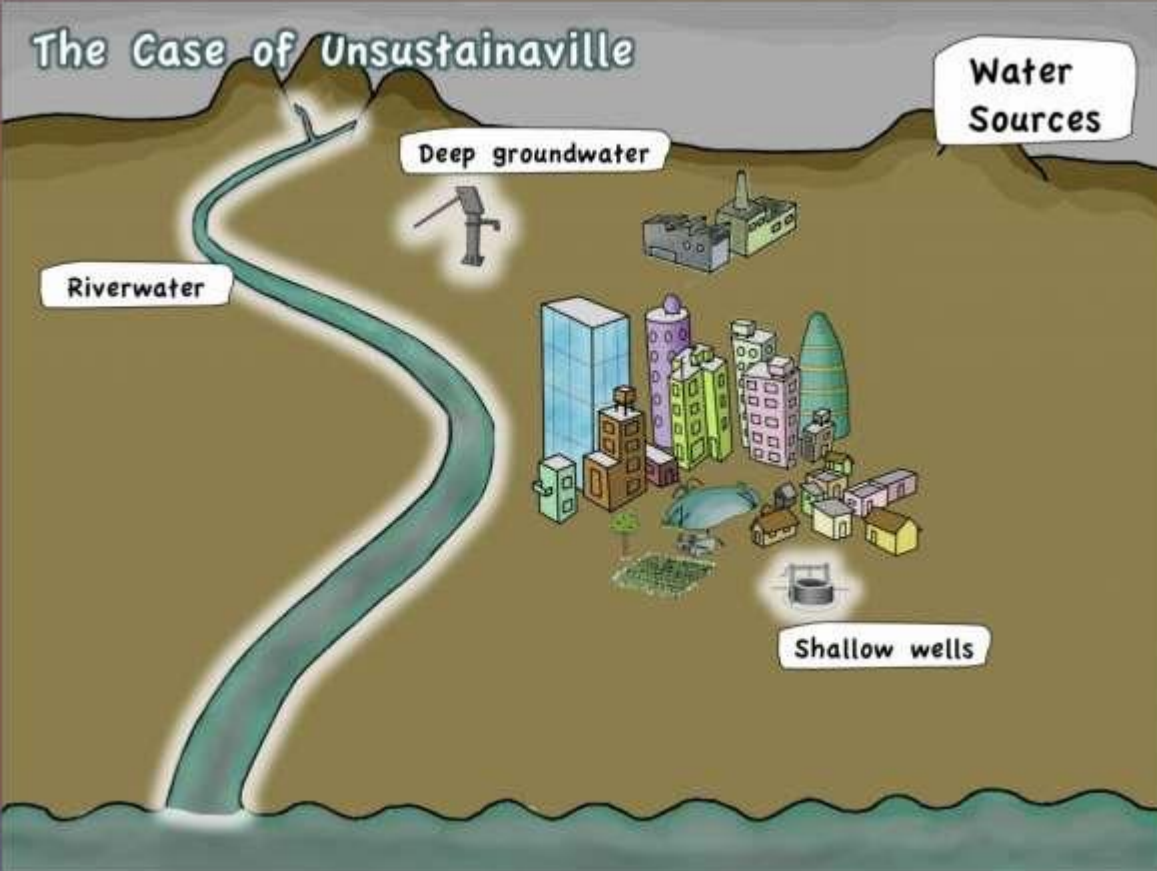 The Case of Unsustainaville
Water
Sources
Deep groundwater
Riverwater
Shallow wells